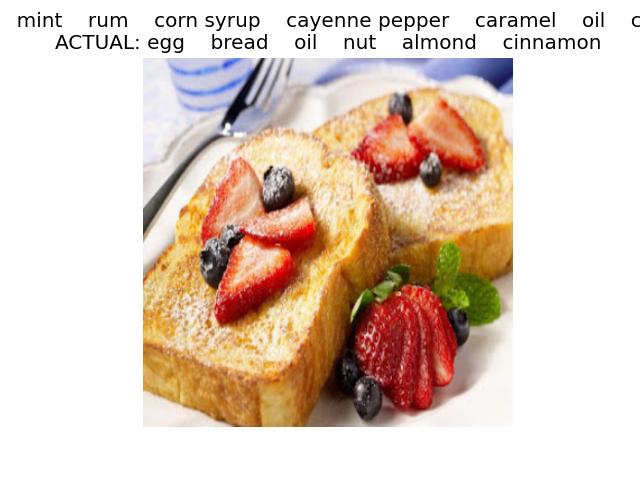 mint rum corn syrup cayenne pepper caramel oil
ACTUAL: egg bread oil nut almond cinnamon